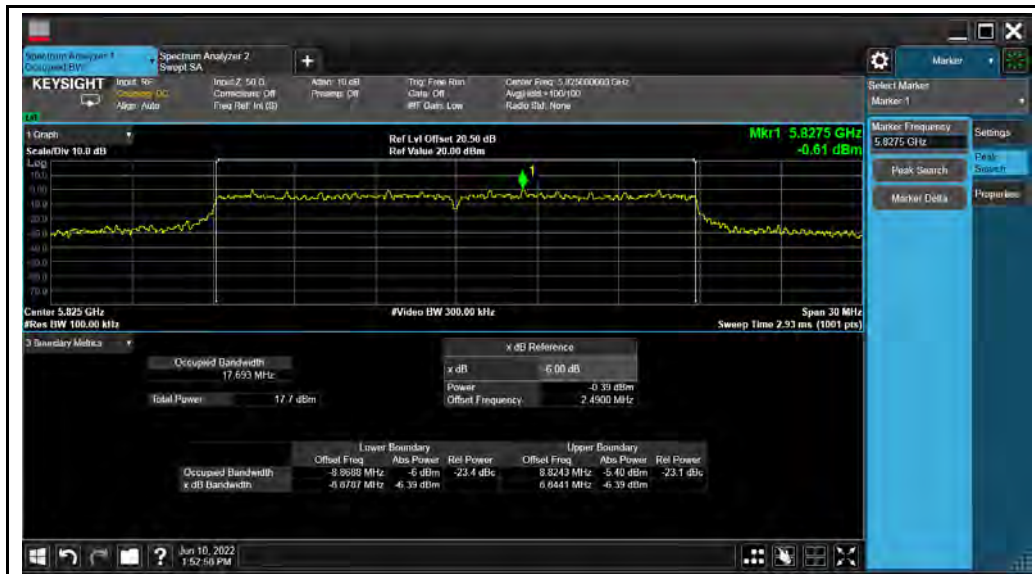 Spectrum Analyzer 1
Occupied BW
Spectrum Analyzer 2
Swept SA
+
Marker
KEYSIGHT
Input: RF
Coupling: DC
Align: Auto
Input Z: 50 Ω
Corrections: Off
Freq Ref: Int (S)
Atten: 10 dB
Preamp: Off
Trig: Free Run
Gate: Off
#IF Gain: Low
Center Freq: 5.825000000 GHz
Avg|Hold:>100/100
Radio Std: None
Select Marker
Marker 1
1 Graph
Scale/Div 10.0 dB
Ref Lvl Offset 20.50 dB
Ref Value 20.00 dBm
Mkr1 5.8275 GHz
-0.61 dBm
Marker Frequency
5.8275 GHz
Settings
Peak Search
Peak Search
Marker Delta
Properties
Log
10.0
0.00
1
Center 5.825 GHz
#Res BW 100.00 kHz
#Video BW 300.00 kHz
Span 30 MHz
Sweep Time 2.93 ms (1001 pts)
3 Boundary Metrics
Occupied Bandwidth
17.693 MHz
Total Power 17.7 dBm
x dB Reference
x dB -6.00 dB
Power -0.39 dBm
Offset Frequency 2.4900 MHz
Lower Boundary Upper Boundary
Offset Freq Abs Power Rel Power Offset Freq Abs Power Rel Power
Occupied Bandwidth -8.8688 MHz -6 dBm -23.4 dBc 8.8243 MHz -5.40 dBm -23.1 dBc
x dB Bandwidth -8.8787 MHz -6.39 dBm 8.8441 MHz -6.39 dBm
?
Jun 10, 2022
1:52:56 PM